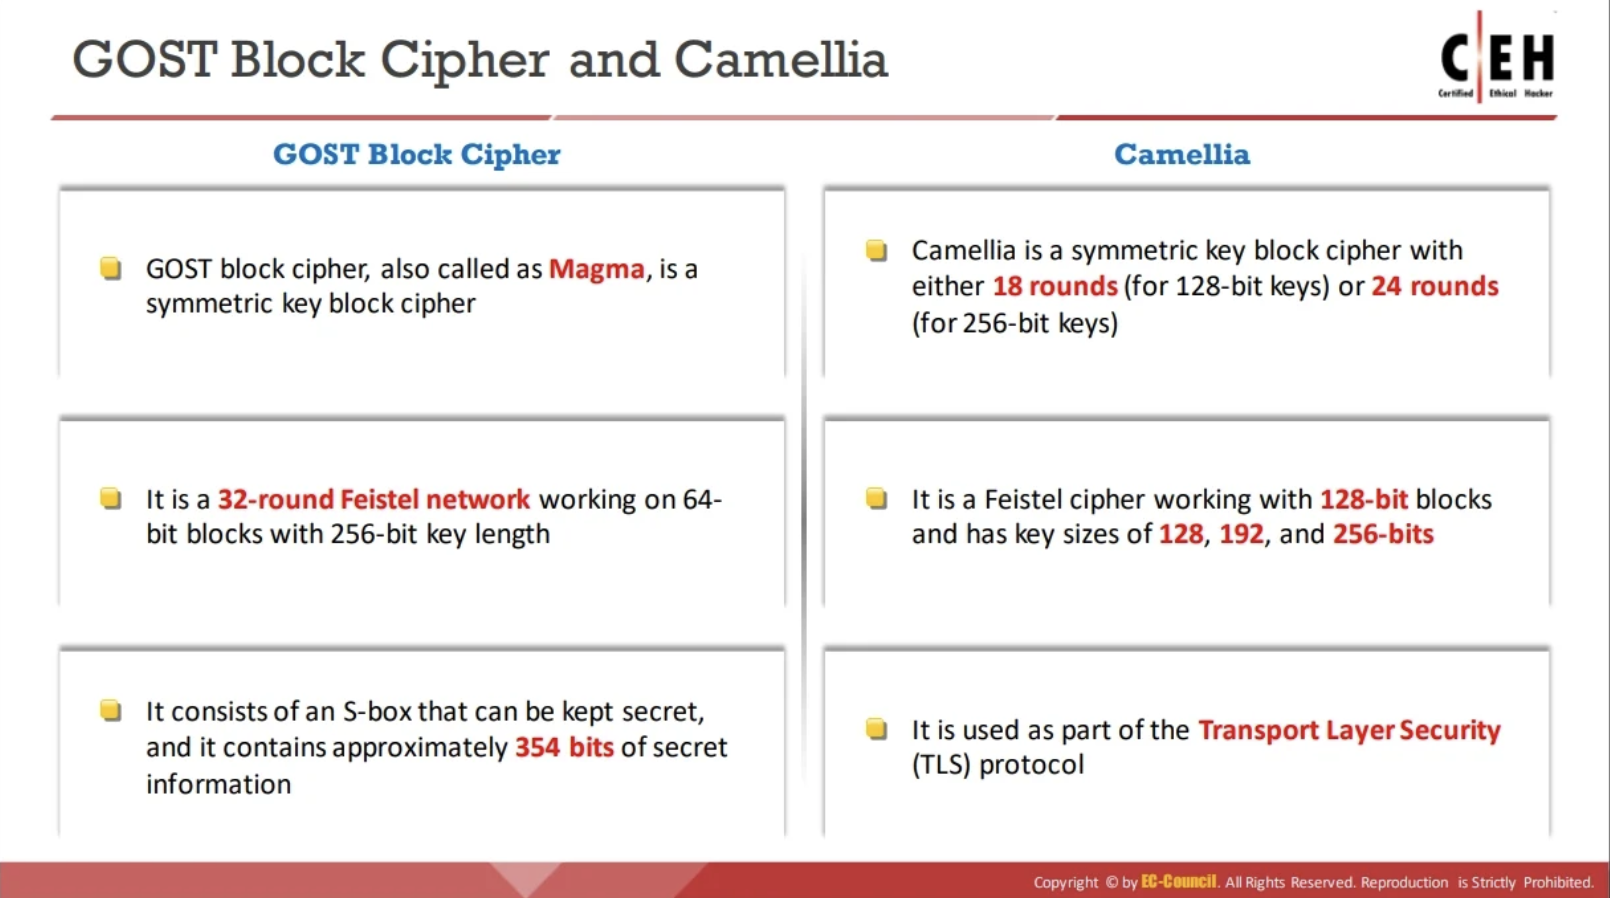 GOST Block Cipher and Camellia
C|EH
Certified Ethical Hacker
GOST Block Cipher
GOST block cipher, also called as Magma, is a
symmetric key block cipher
It is a 32-round Feistel network working on 64-
bit blocks with 256-bit key length
It consists of an S-box that can be kept secret,
and it contains approximately 354 bits of secret
information
Camellia
Camellia is a symmetric key block cipher with
either 18 rounds (for 128-bit keys) or 24 rounds
(for 256-bit keys)
It is a Feistel cipher working with 128-bit blocks
and has key sizes of 128, 192, and 256-bits
It is used as part of the Transport Layer Security
(TLS) protocol
Copyright © by EC-Council. All Rights Reserved. Reproduction is Strictly Prohibited.